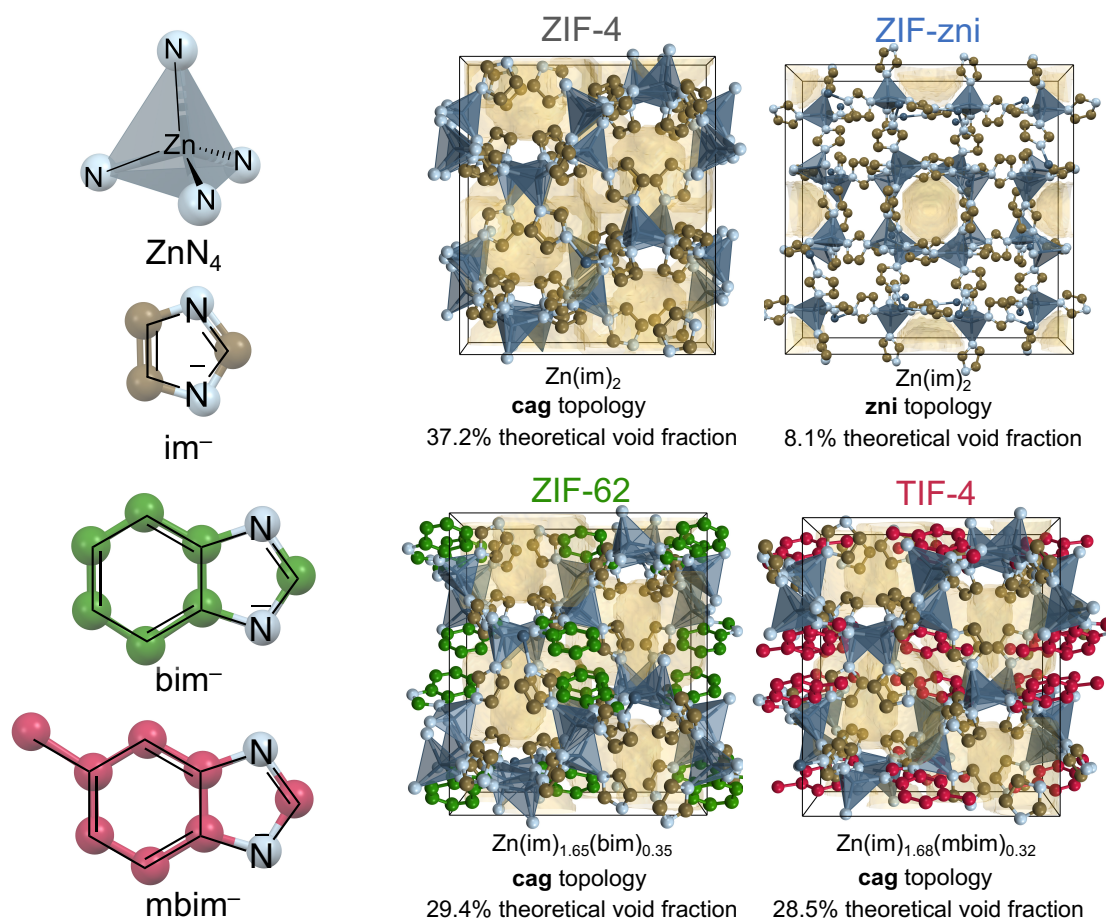 N
Zn
N
N
N
ZnN₄
N
–
N
im⁻
N
–
N
bim⁻
N
–
N
mbim⁻
ZIF-4
Zn(im)₂
cag topology
37.2% theoretical void fraction
ZIF-zni
Zn(im)₂
zni topology
8.1% theoretical void fraction
ZIF-62
Zn(im)₁.₆₅(bim)₀.₃₅
cag topology
29.4% theoretical void fraction
TIF-4
Zn(im)₁.₆₈(mbim)₀.₃₂
cag topology
28.5% theoretical void fraction